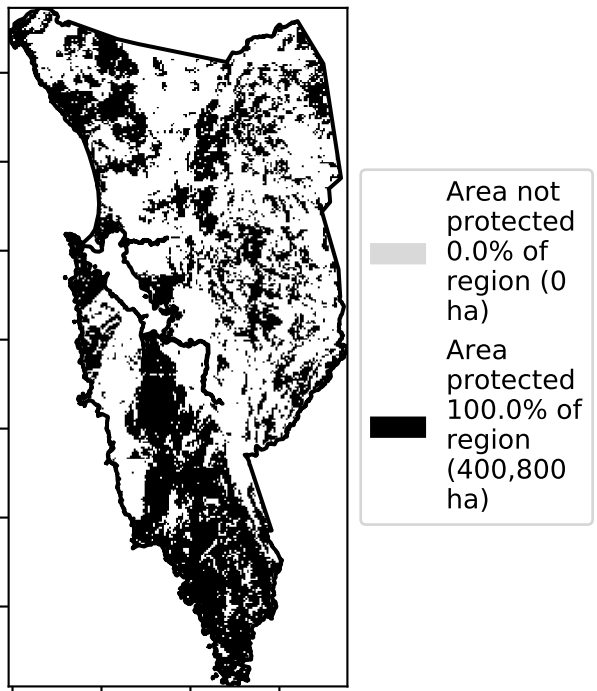 Area not
protected
0.0% of
region (0
ha)
Area
protected
100.0% of
region
(400,800
ha)